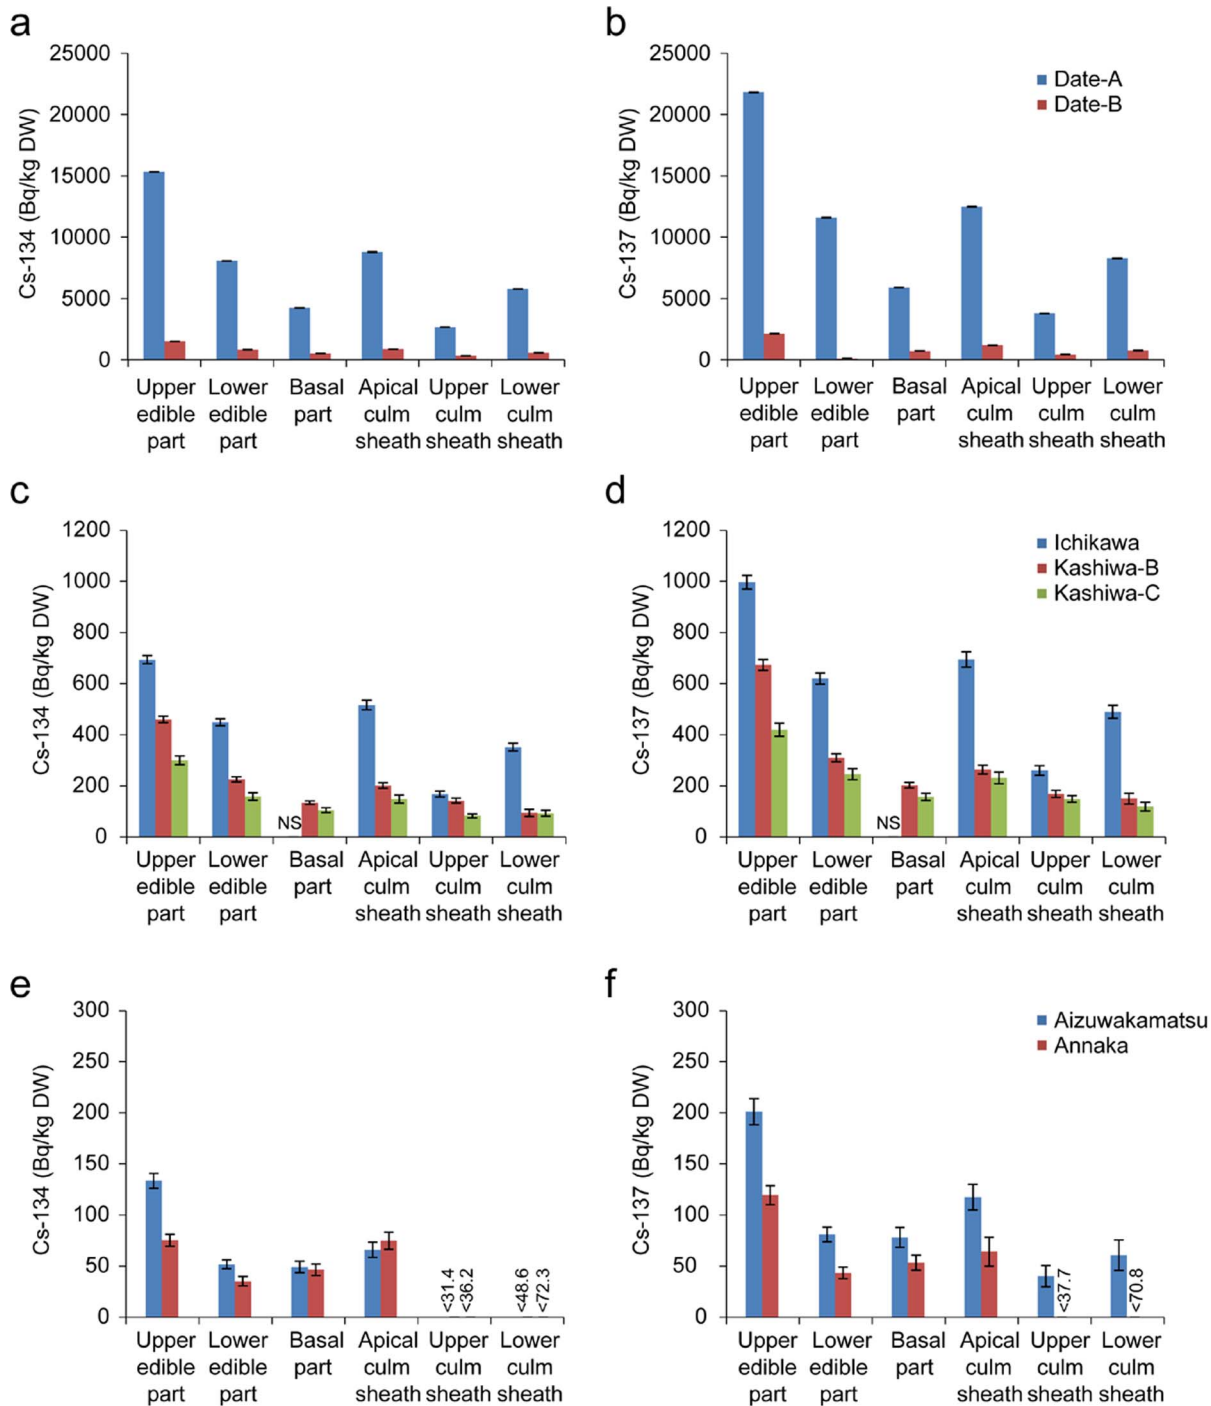 a
25000
20000
15000
10000
5000
0
Cs-134 (Bq/kg DW)
Upper Lower Basal Apical Upper Lower
edible edible part culm culm culm
part part sheath sheath sheath
b
25000
20000
15000
10000
5000
0
Cs-137 (Bq/kg DW)
Date-A
Date-B
Upper Lower Basal Apical Upper Lower
edible edible part culm culm culm
part part sheath sheath sheath
c
1200
1000
800
600
400
200
0
Cs-134 (Bq/kg DW)
NS
Upper Lower Basal Apical Upper Lower
edible edible part culm culm culm
part part sheath sheath sheath
d
1200
1000
800
600
400
200
0
Cs-137 (Bq/kg DW)
Ichikawa
Kashiwa-B
Kashiwa-C
NS
Upper Lower Basal Apical Upper Lower
edible edible part culm culm culm
part part sheath sheath sheath
e
300
250
200
150
100
50
0
Cs-134 (Bq/kg DW)
<31.4
<36.2
<48.6
<72.3
Upper Lower Basal Apical Upper Lower
edible edible part culm culm culm
part part sheath sheath sheath
f
300
250
200
150
100
50
0
Cs-137 (Bq/kg DW)
Aizuwakamatsu
Annaka
<37.7
<70.8
Upper Lower Basal Apical Upper Lower
edible edible part culm culm culm
part part sheath sheath sheath